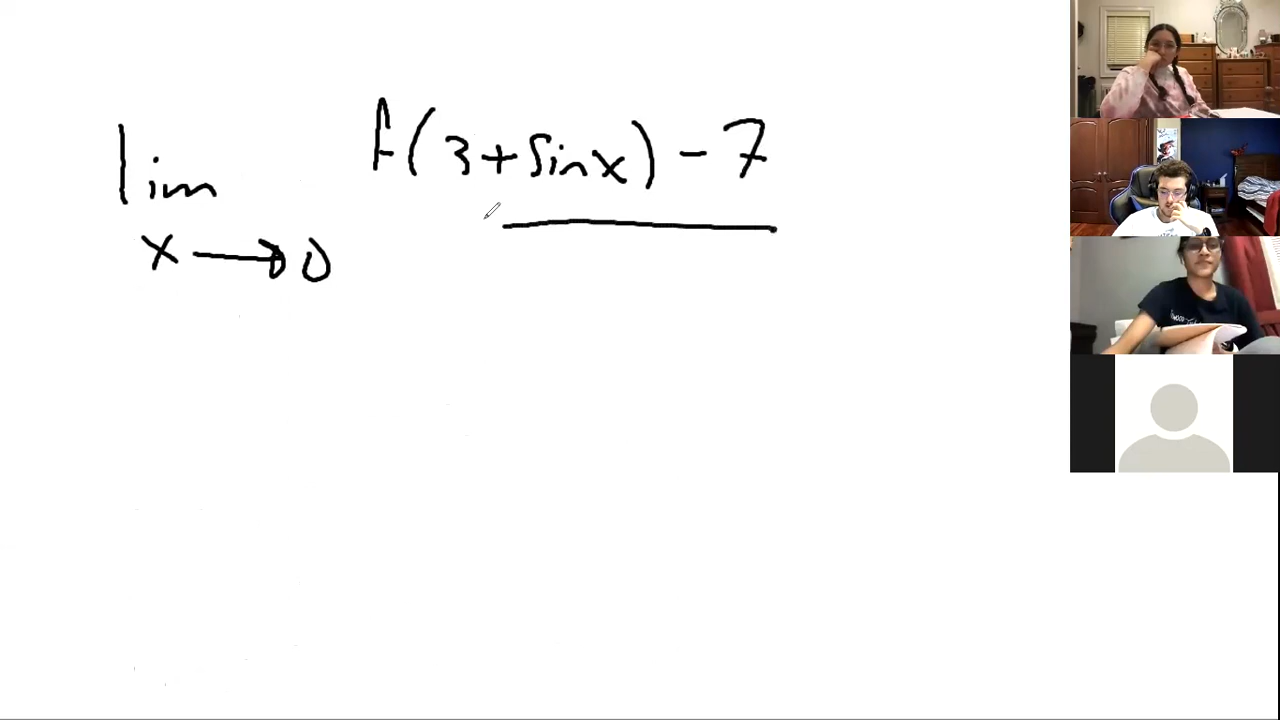 lim f(3+sinx) - 7
x → 0